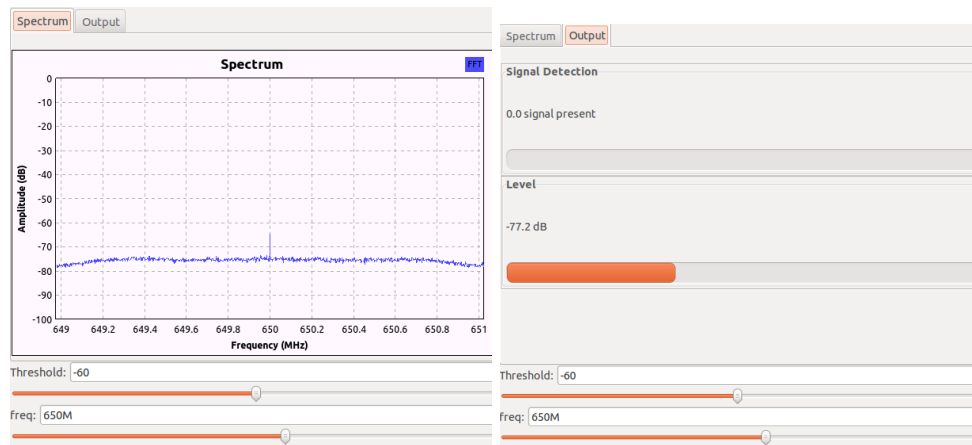 Spectrum Output
Spectrum
FFT
0
-10
-20
-30
-40
-50
-60
-70
-80
-90
-100
Amplitude (dB)
649 649.2 649.4 649.6 649.8 650 650.2 650.4 650.6 650.8 651
Frequency (MHz)
Threshold: -60
freq: 650M
Spectrum Output
Signal Detection
0.0 signal present
Level
-77.2 dB
Threshold: -60
freq: 650M